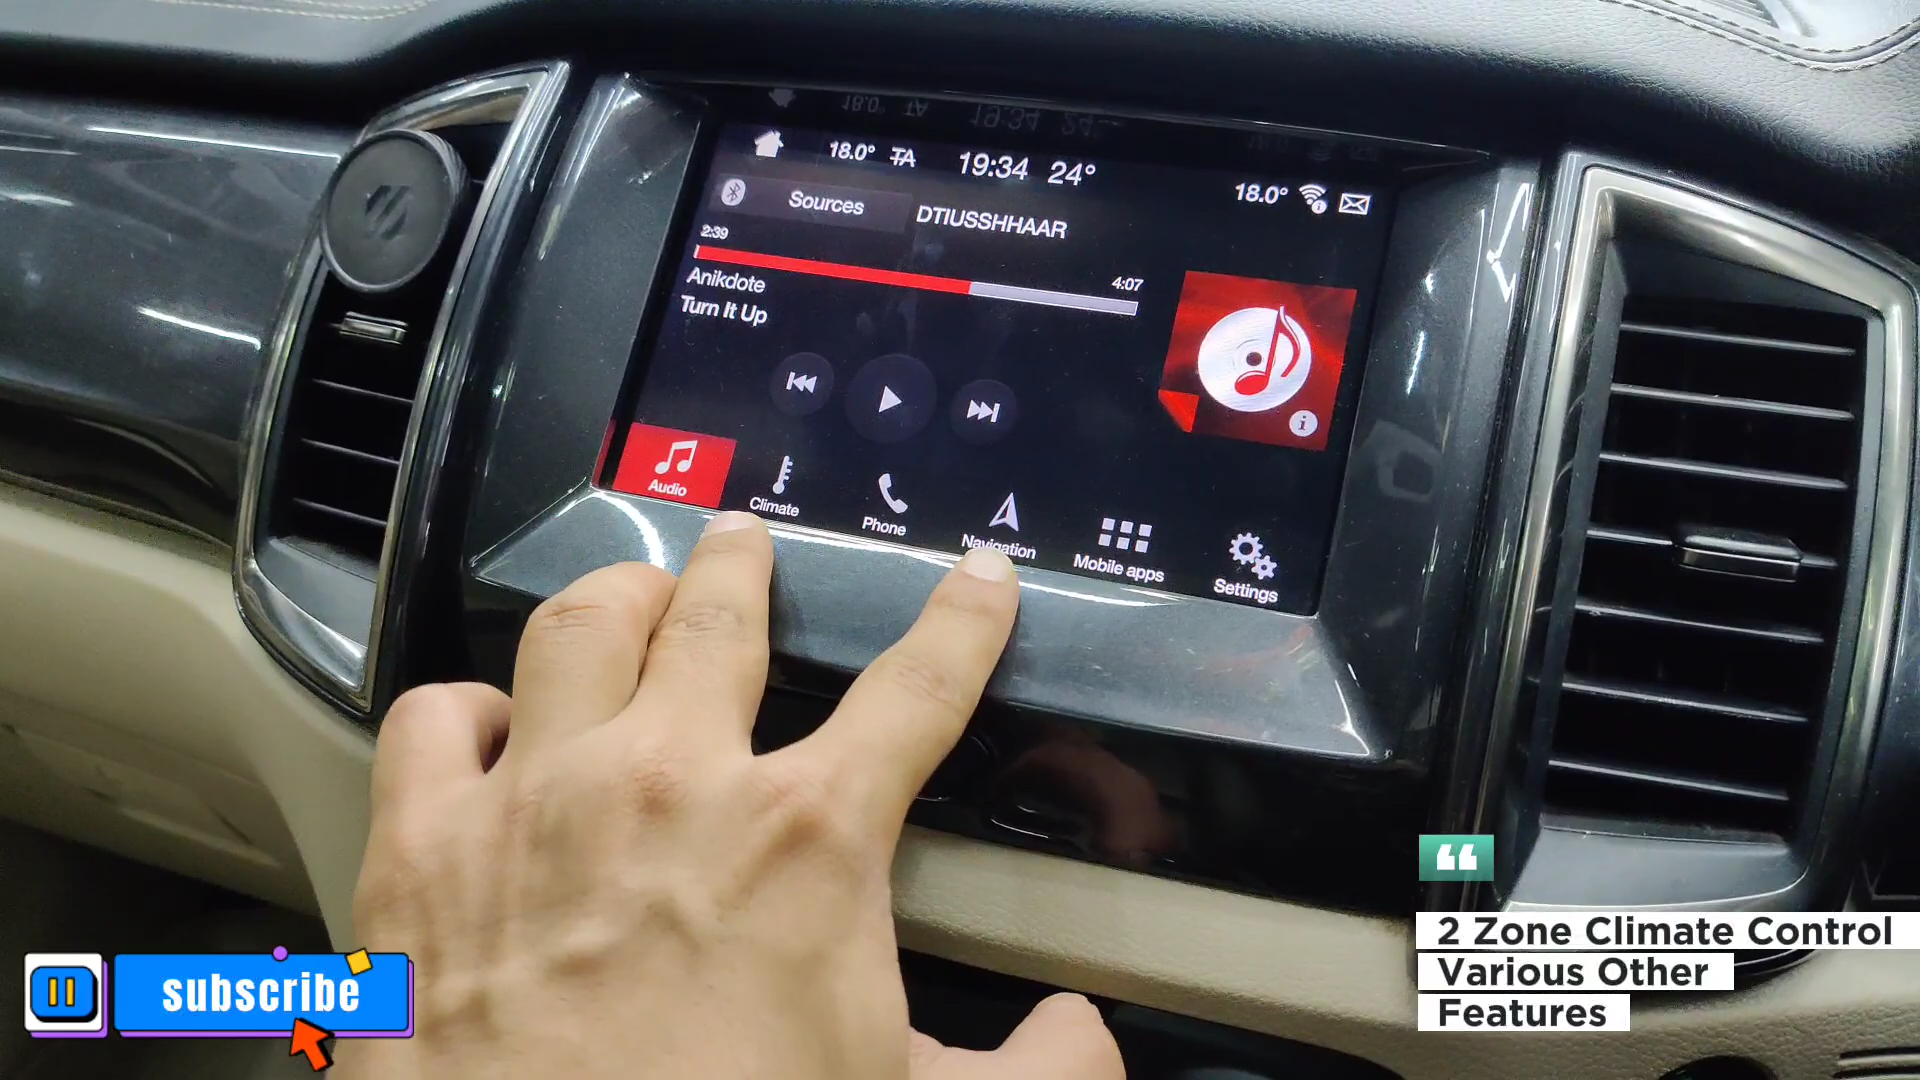 18.0° TA 19:34 24° 18.0°
Sources DTIUSSHHAAR
2:39 4:07
Anikdote
Turn It Up
Audio Climate Phone Navigation Mobile apps Settings
2 Zone Climate Control
Various Other
Features
subscribe